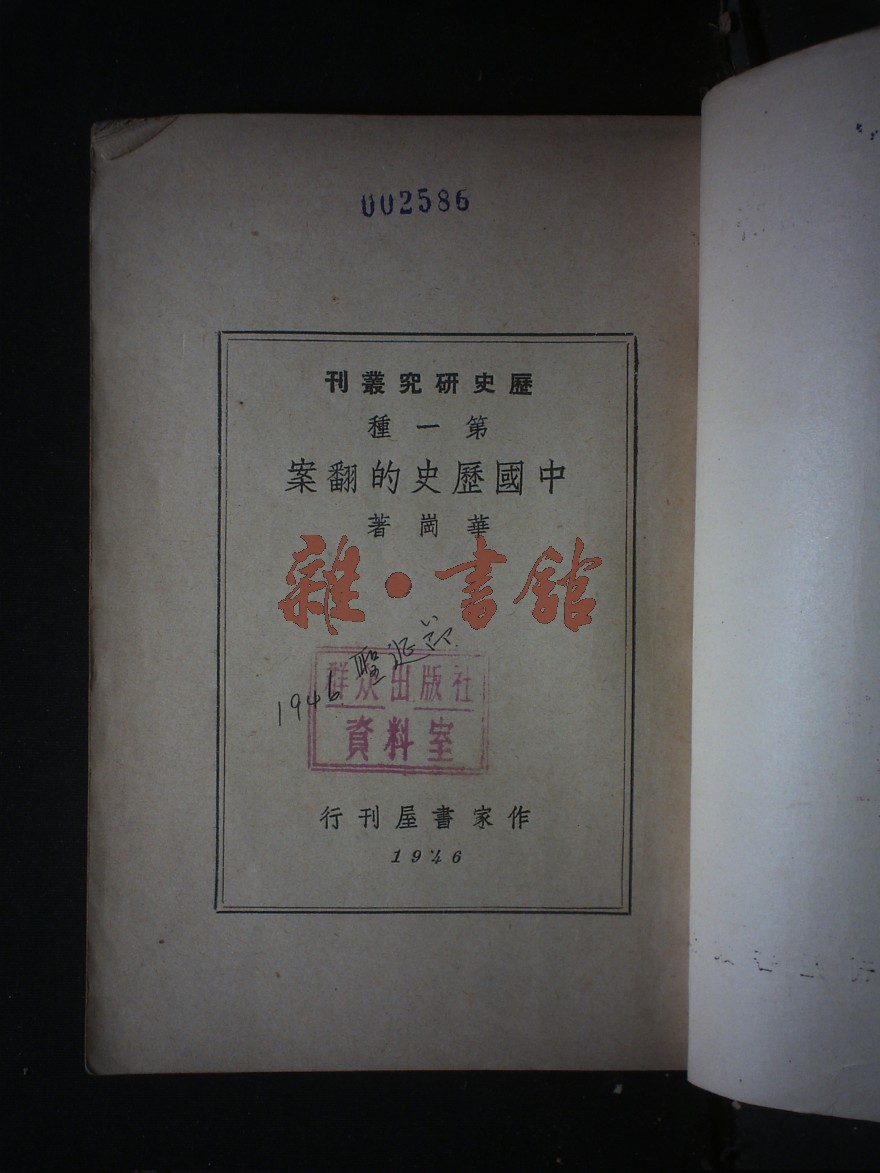 002586
歷史研究叢刊
第一種
中國歷史的翻案
華崗著
雜·書館
1946
群众出版社
資料室
作家書屋刊行
1946